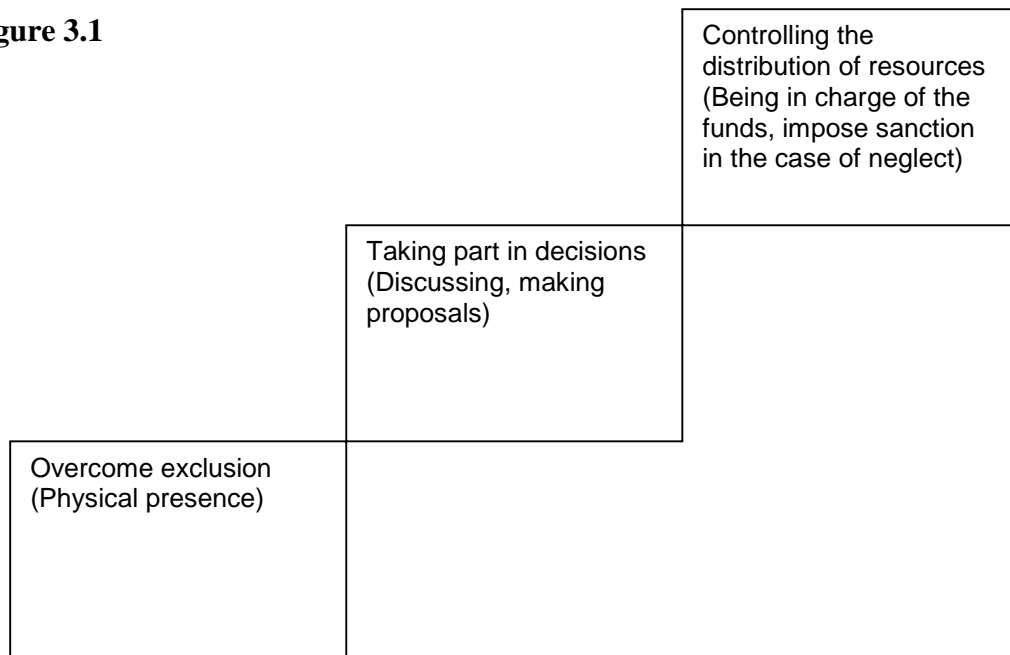 gure 3.1
Controlling the
distribution of resources
(Being in charge of the
funds, impose sanction
in the case of neglect)
Taking part in decisions
(Discussing, making
proposals)
Overcome exclusion
(Physical presence)